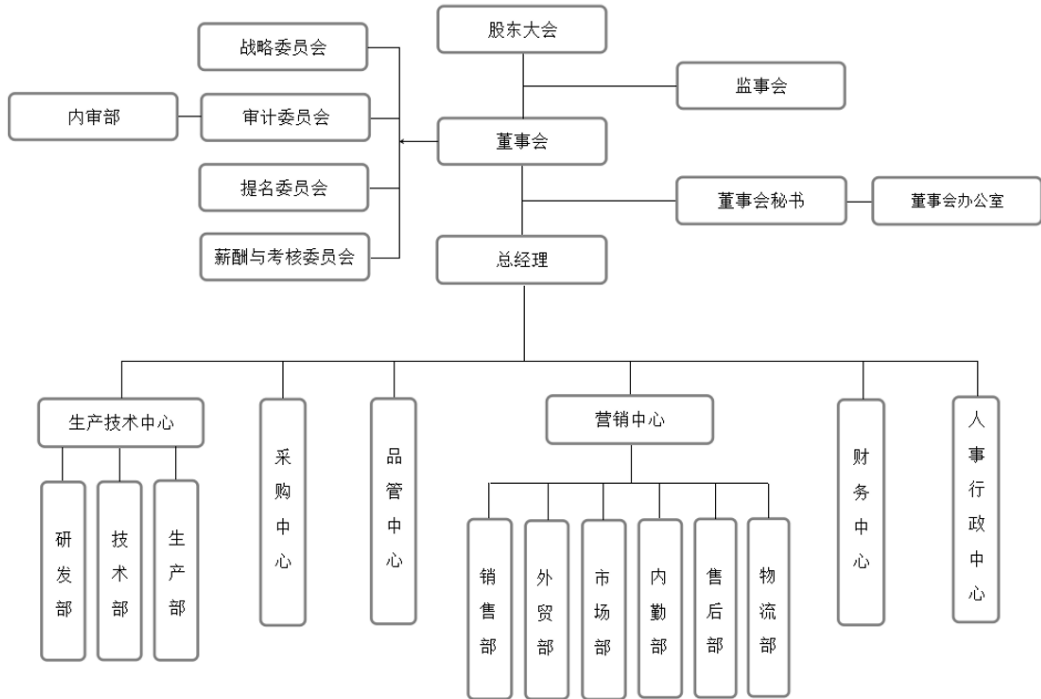 股东大会
战略委员会
监事会
内审部
审计委员会
董事会
提名委员会
董事会秘书
董事会办公室
薪酬与考核委员会
总经理
生产技术中心
采购中心
品管中心
营销中心
财务中心
人事行政中心
研发部
技术部
生产部
销售部
外贸部
市场部
内勤部
售后部
物流部